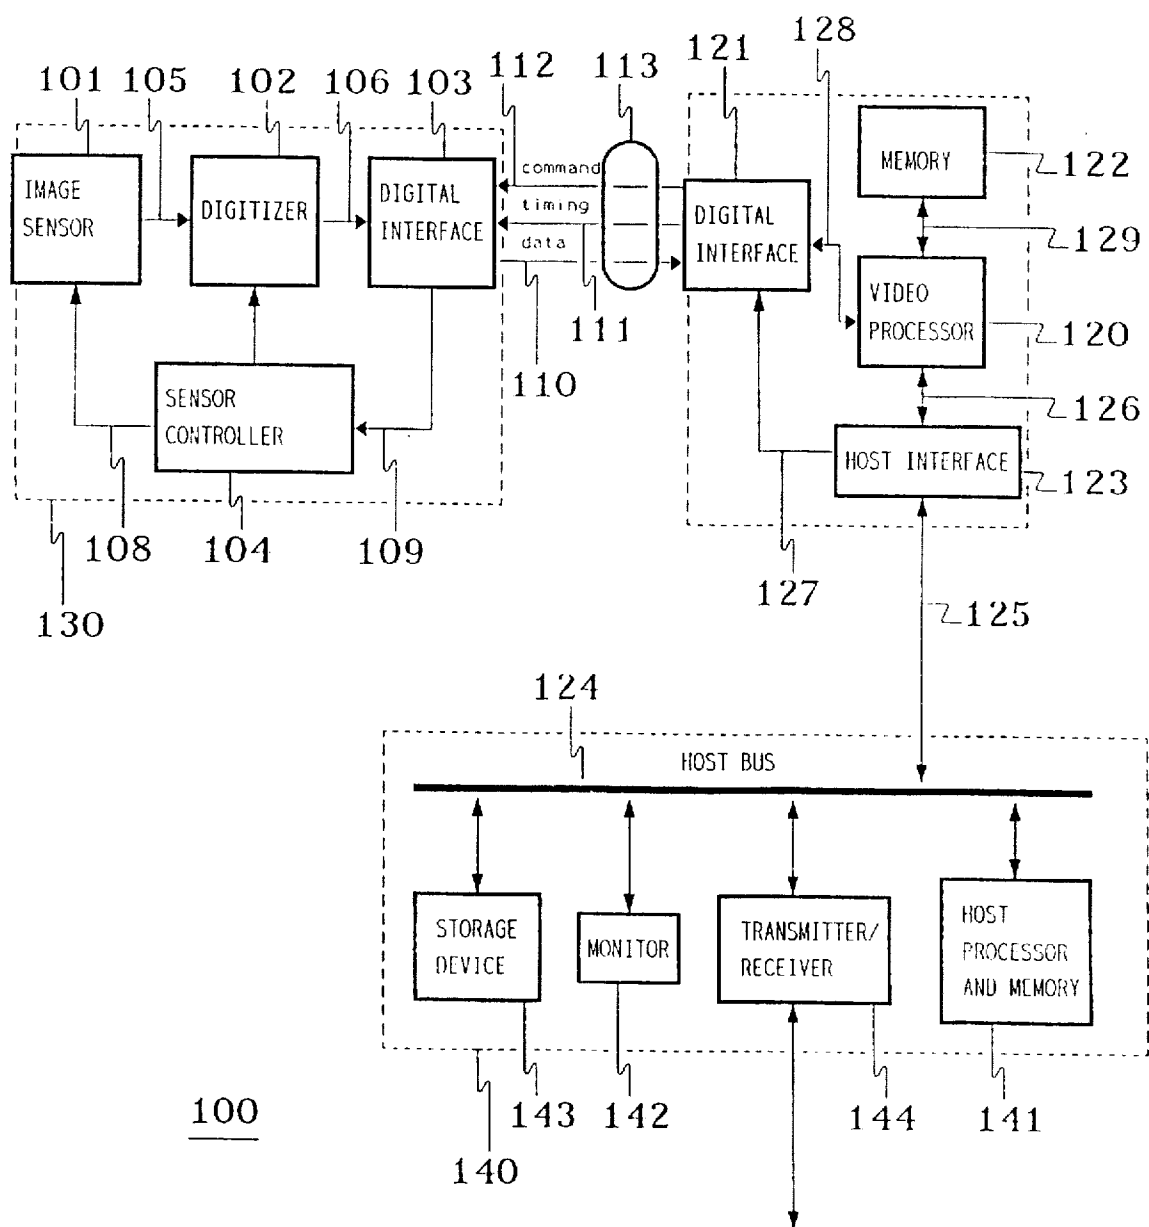 128
112
121
113
101
105
102
106
103
IMAGE
SENSOR
DIGITIZER
DIGITAL
INTERFACE
command
timing
data
DIGITAL
INTERFACE
MEMORY
122
129
VIDEO
PROCESSOR
120
111
110
126
SENSOR
CONTROLLER
HOST INTERFACE
123
108
104
109
127
130
125
124
HOST BUS
STORAGE
DEVICE
MONITOR
TRANSMITTER/
RECEIVER
HOST
PROCESSOR
AND MEMORY
143
142
144
141
100
140